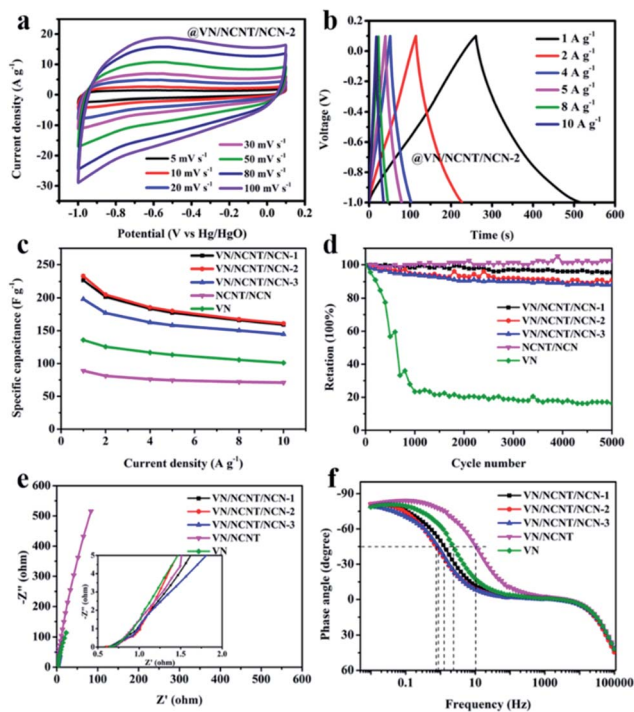 a
@VN/NCNT/NCN-2
Current density (A g⁻¹)
20
10
0
-10
-20
-30
5 mV s⁻¹
10 mV s⁻¹
20 mV s⁻¹
30 mV s⁻¹
50 mV s⁻¹
80 mV s⁻¹
100 mV s⁻¹
-1.0 -0.8 -0.6 -0.4 -0.2 0.0 0.2
Potential (V vs Hg/HgO)
b
Voltage (V)
0.0
-0.2
-0.4
-0.6
-0.8
-1.0
1 A g⁻¹
2 A g⁻¹
4 A g⁻¹
5 A g⁻¹
8 A g⁻¹
10 A g⁻¹
@VN/NCNT/NCN-2
0 100 200 300 400 500 600
Time (s)
c
Specific capacitance (F g⁻¹)
250
200
150
100
50
0
VN/NCNT/NCN-1
VN/NCNT/NCN-2
VN/NCNT/NCN-3
NCNT/NCN
VN
0 2 4 6 8 10
Current density (A g⁻¹)
d
Retation (100%)
100
80
60
40
20
0
VN/NCNT/NCN-1
VN/NCNT/NCN-2
VN/NCNT/NCN-3
NCNT/NCN
VN
0 1000 2000 3000 4000 5000
Cycle number
e
-Z'' (ohm)
600
500
400
300
200
100
0
VN/NCNT/NCN-1
VN/NCNT/NCN-2
VN/NCNT/NCN-3
VN/NCNT
VN
-Z'' (ohm)
5
4
3
2
1
0
0.5 1.0 1.5 2.0
Z' (ohm)
0 100 200 300 400 500 600
Z' (ohm)
f
Phase angle (degree)
-90
-60
-30
0
30
60
VN/NCNT/NCN-1
VN/NCNT/NCN-2
VN/NCNT/NCN-3
VN/NCNT
VN
0.1 10 1000 100000
Frequency (Hz)